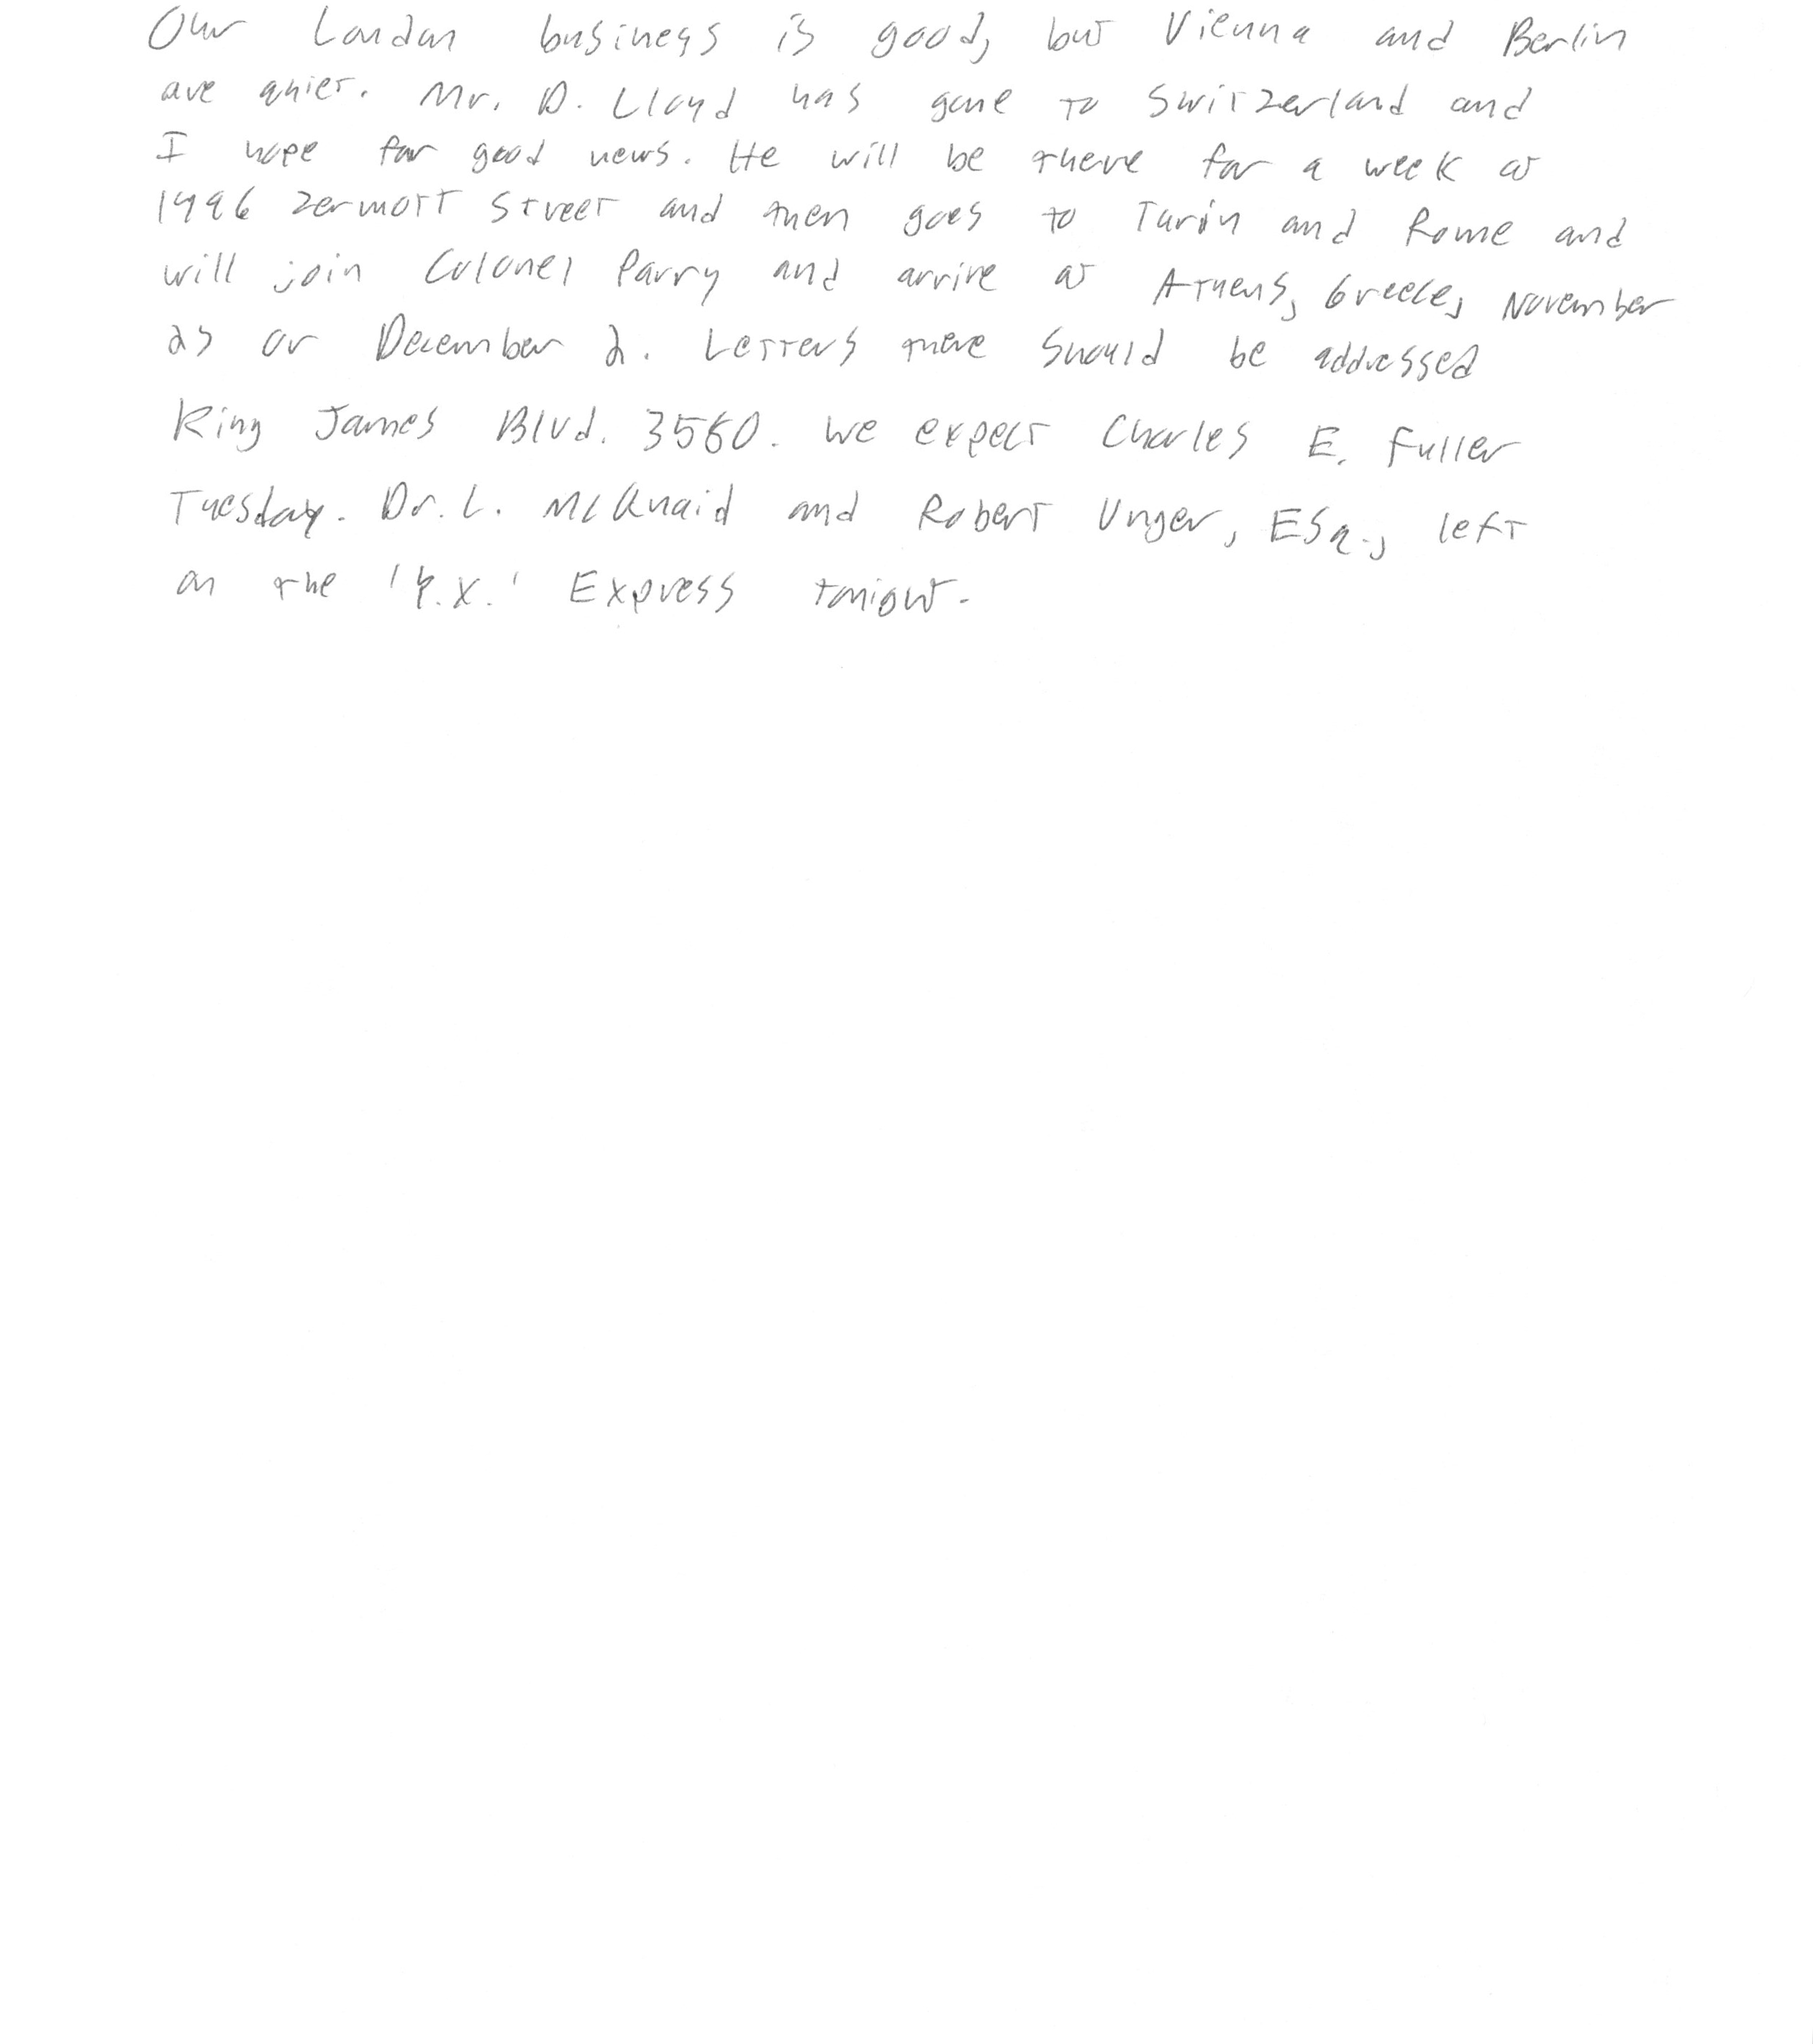 Our London business is good, but Vienna and Berlin
are quiet. Mr. D. Lloyd has gone to Switzerland and
I hope for good news. He will be there for a week at
1996 Zermott Street and then goes to Turin and Rome and
will join Colonel Parry and arrive at Athens, Greece, November
25 or December 2. Letters there should be addressed
King James Blvd. 3560. We expect Charles E. Fuller
Tuesday. Dr. L. McQuaid and Robert Unger, Esq., left
on the 'Y.X.' Express tonight.